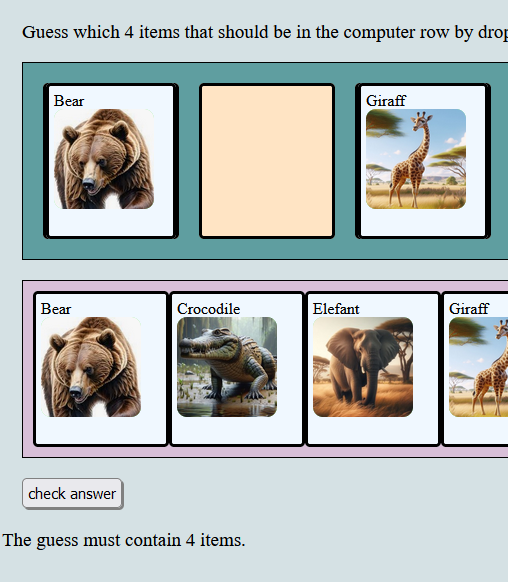 Guess which 4 items that should be in the computer row by
Bear
Giraff
Bear
Crocodile
Elefant
Giraff
check answer
The guess must contain 4 items.